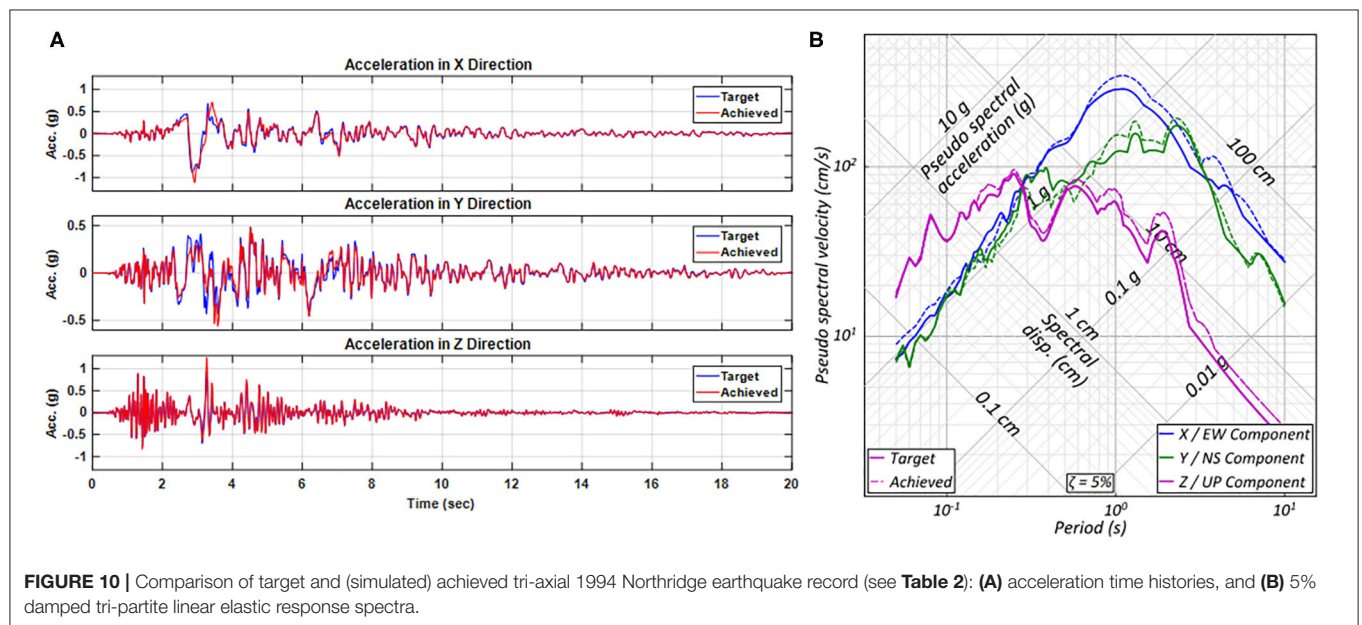 A
Acceleration in X Direction
1
0.5
0
-0.5
-1
Acc. (g)
Target
Achieved
Acceleration in Y Direction
0.5
0
-0.5
Acc. (g)
Target
Achieved
Acceleration in Z Direction
1
0.5
0
-0.5
-1
Acc. (g)
Target
Achieved
0 2 4 6 8 10 12 14 16 18 20
Time (sec)
B
Pseudo spectral velocity (cm/s)
10²
10¹
10 g
Pseudo spectral
acceleration (g)
1 g
100 cm
10 cm
0.1 g
1 cm
Spectral
disp. (cm)
0.01 g
0.1 cm
Target
Achieved
ζ = 5%
X / EW Component
Y / NS Component
Z / UP Component
10⁻¹ 10⁰ 10¹
Period (s)
FIGURE 10 | Comparison of target and (simulated) achieved tri-axial 1994 Northridge earthquake record (see Table 2): (A) acceleration time histories, and (B) 5%
damped tri-partite linear elastic response spectra.